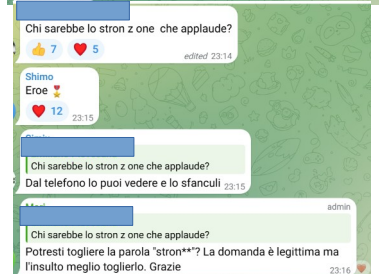 Chi sarebbe lo stron z one che applaude?
👍 7 ❤️ 5
edited 23:14
Shimo
Eroe 🎖️
❤️ 12 23:15
Chi sarebbe lo stron z one che applaude?
Dal telefono lo puoi vedere e lo sfanculi 23:15
admin
Chi sarebbe lo stron z one che applaude?
Potresti togliere la parola "stron**"? La domanda è legittima ma
l'insulto meglio toglierlo. Grazie
23:16